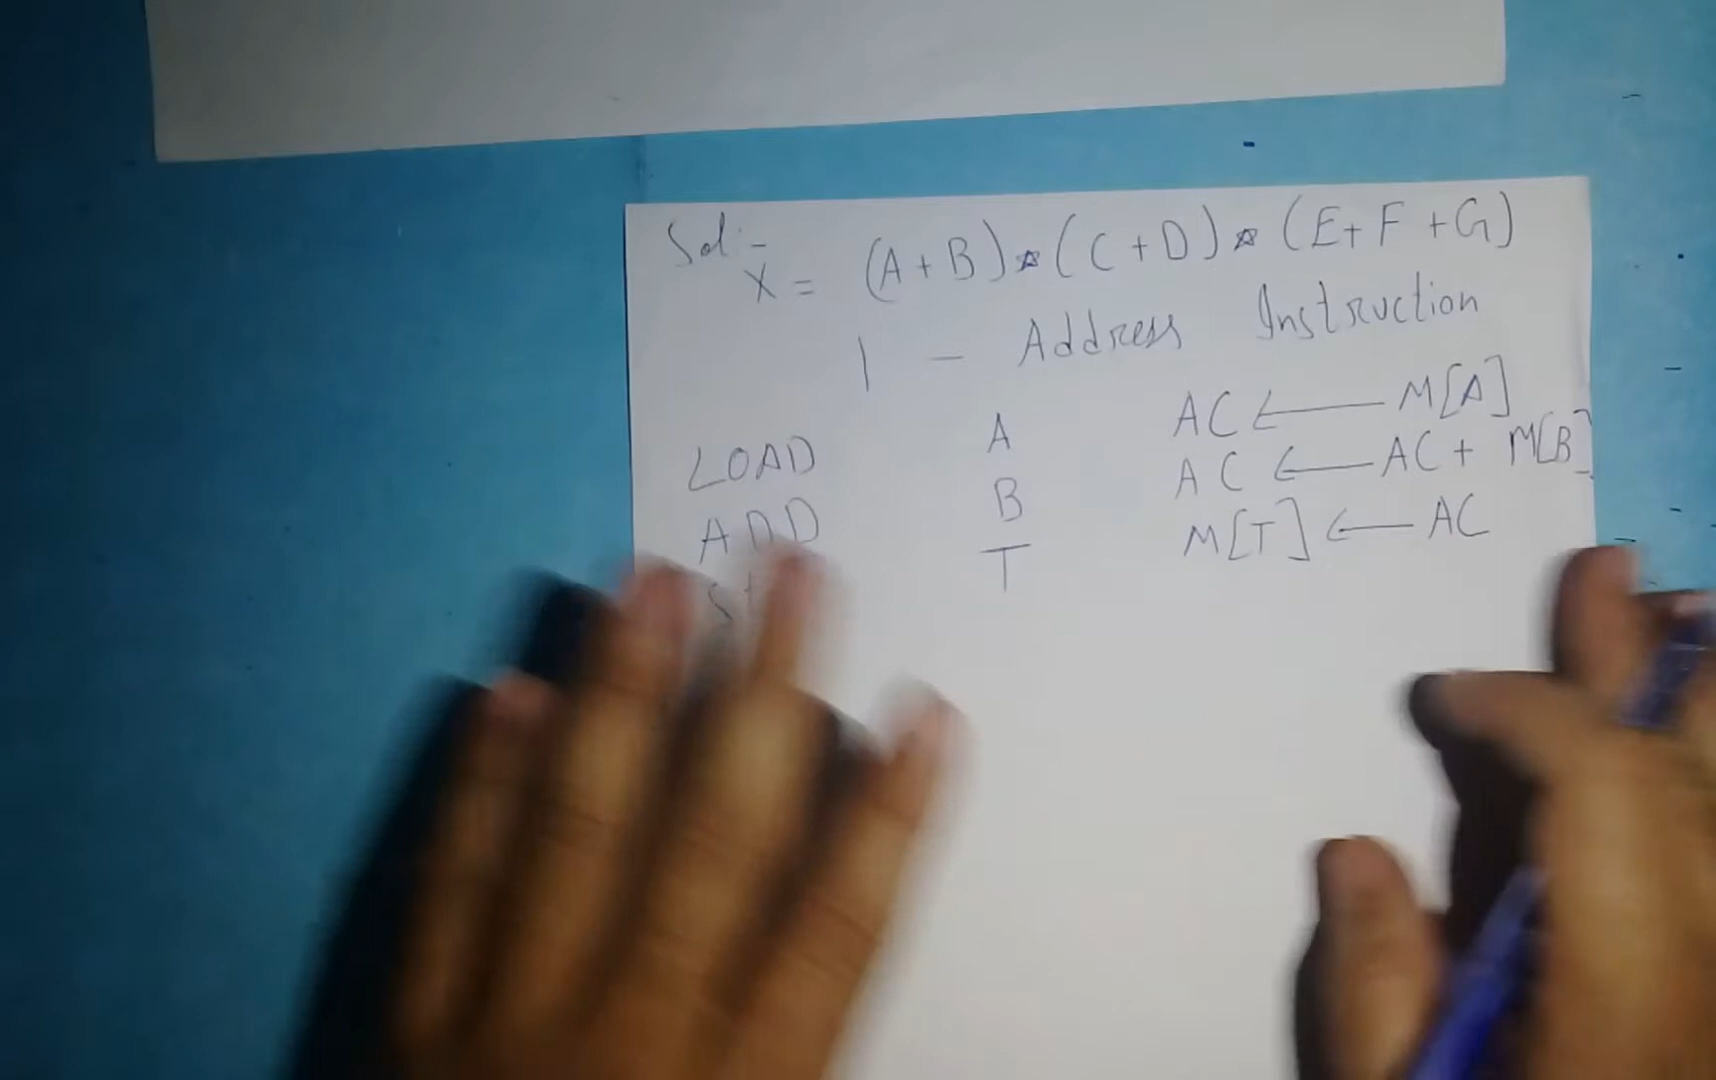 Sol:-
X = (A+B)*(C+D)*(E+F+G)
1 - Address Instruction
LOAD A AC ← M[A]
ADD B AC ← AC + M[B]
T M[T] ← AC